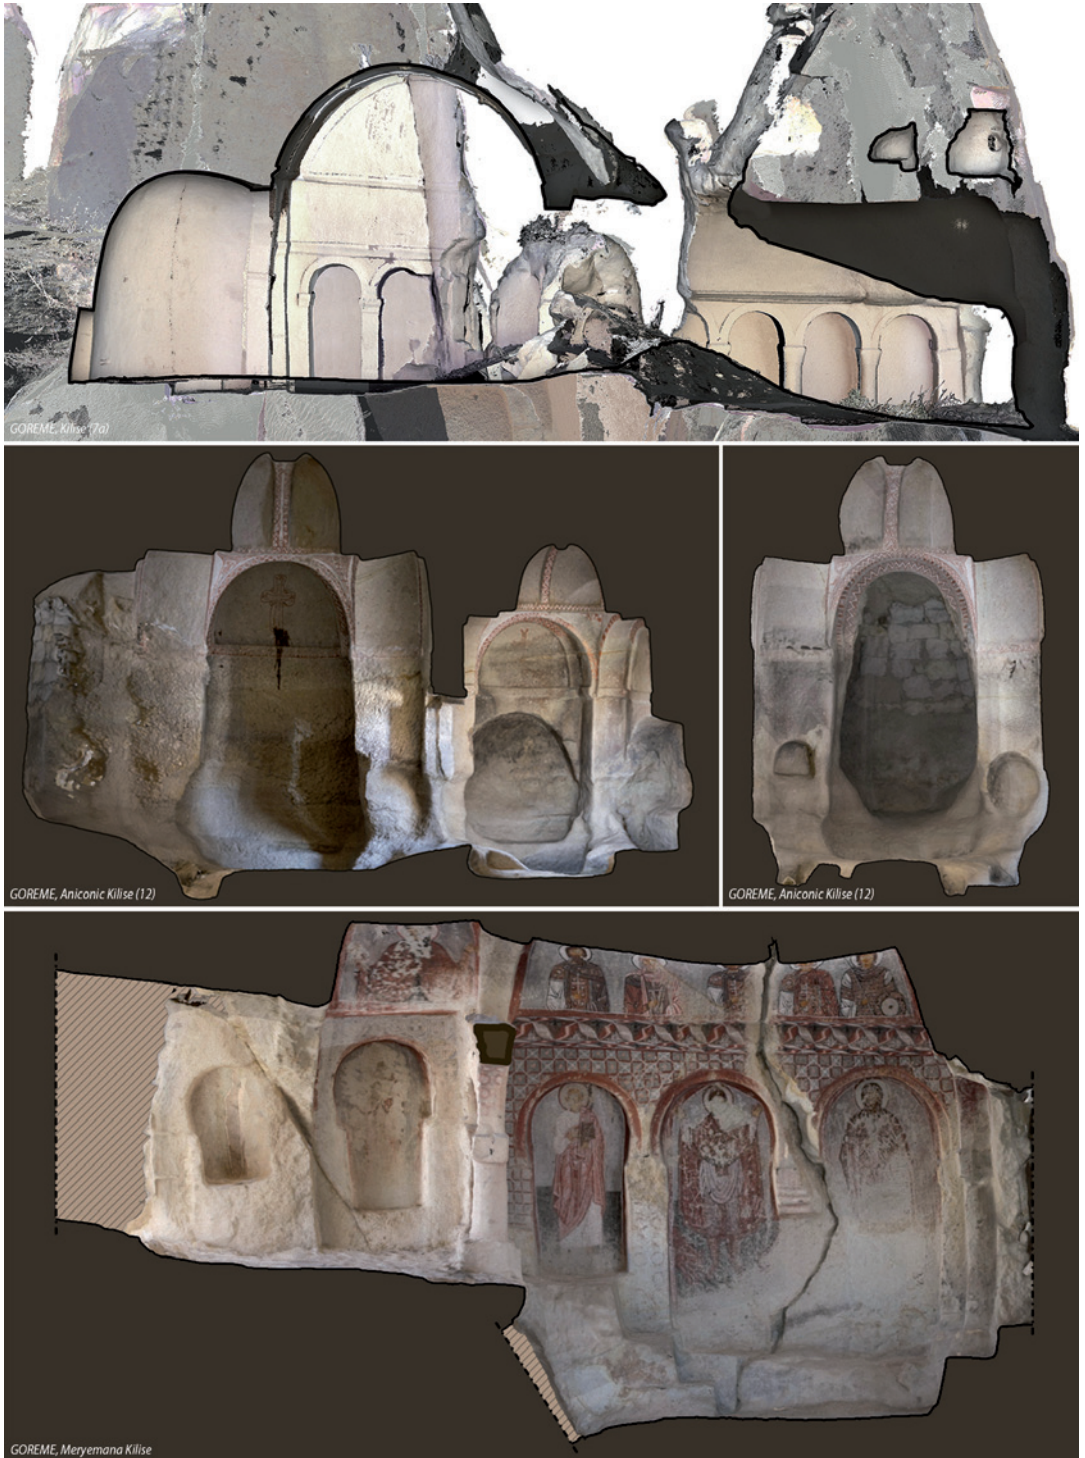 GOREME, Kilise (7a)
GOREME, Aniconic Kilise (12)
GOREME, Aniconic Kilise (12)
GOREME, Meryemana Kilise